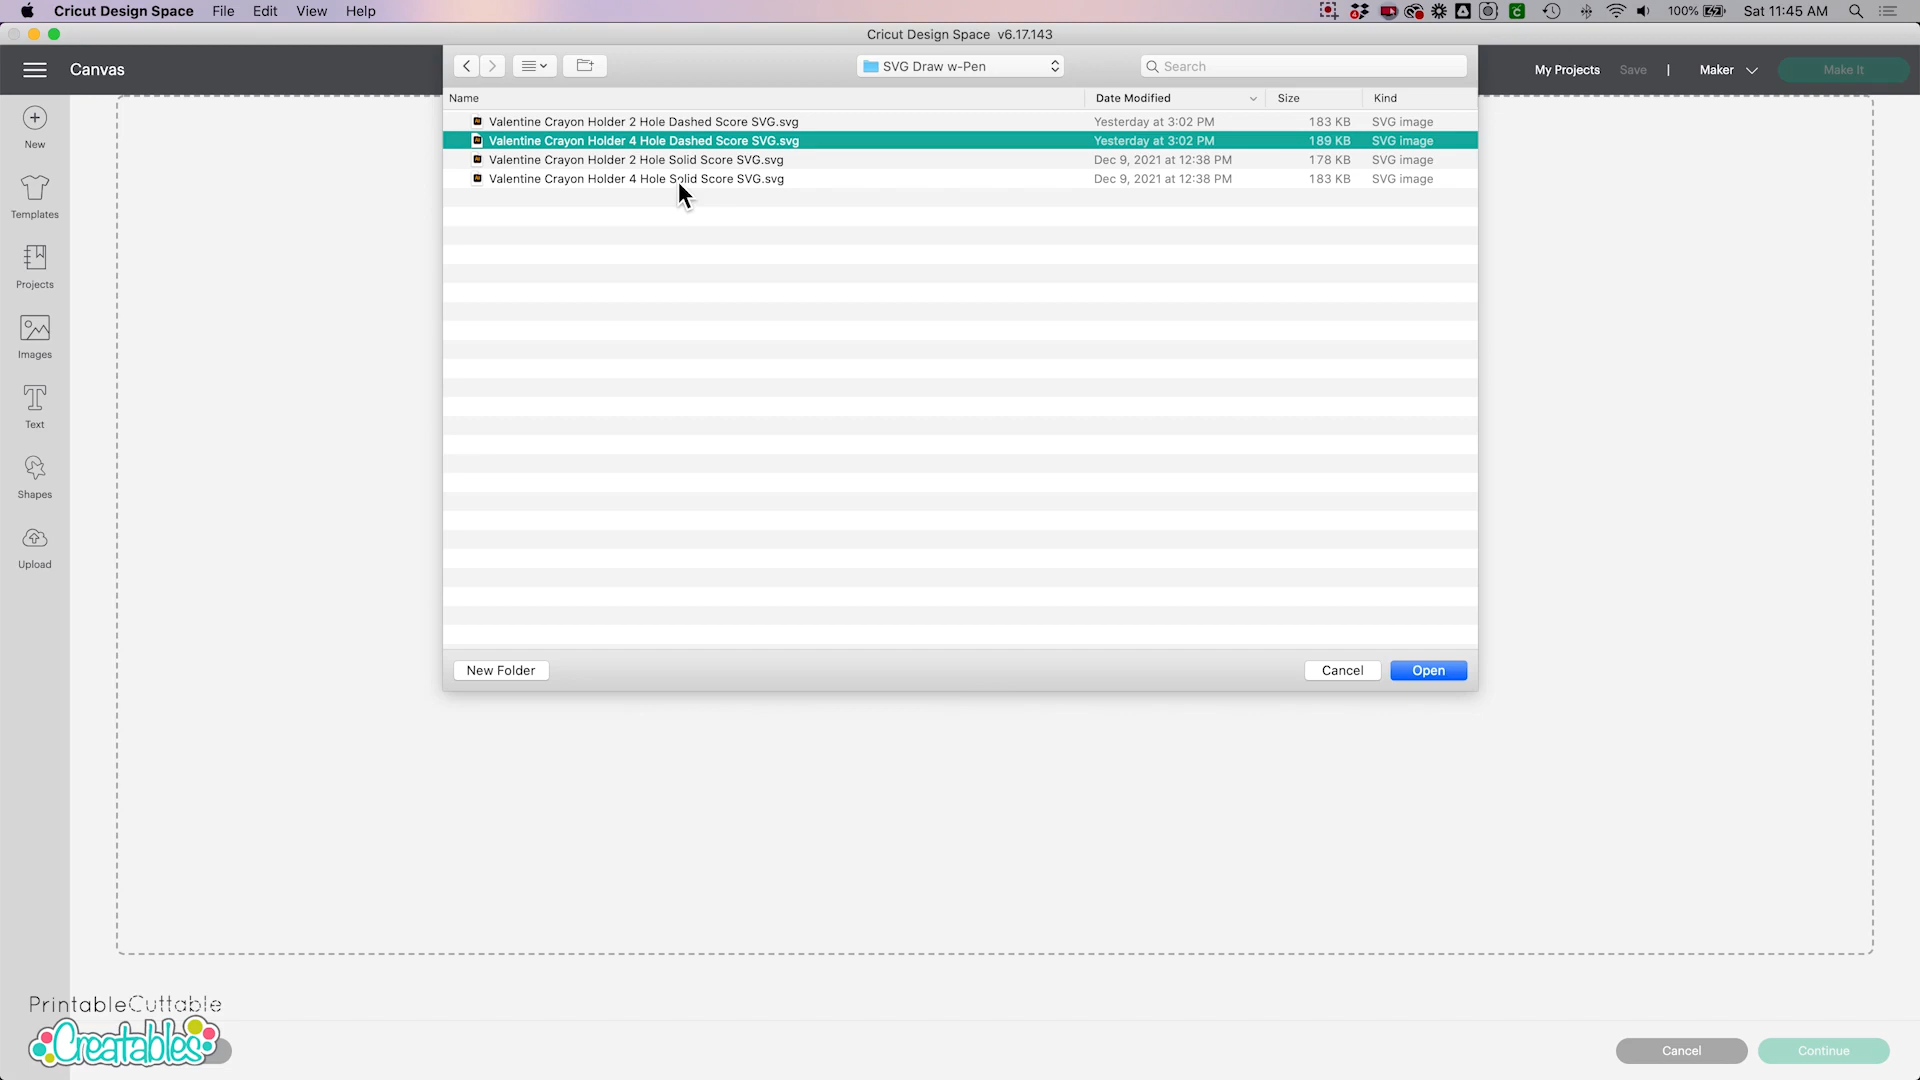 Cricut Design Space File Edit View Help 100% Sat 11:45 AM
Cricut Design Space v6.17.143
Canvas
SVG Draw w-Pen
Search
My Projects Save | Maker Make It
Name Date Modified Size Kind
Valentine Crayon Holder 2 Hole Dashed Score SVG.svg Yesterday at 3:02 PM 183 KB SVG image
Valentine Crayon Holder 4 Hole Dashed Score SVG.svg Yesterday at 3:02 PM 189 KB SVG image
Valentine Crayon Holder 2 Hole Solid Score SVG.svg Dec 9, 2021 at 12:38 PM 178 KB SVG image
Valentine Crayon Holder 4 Hole Solid Score SVG.svg Dec 9, 2021 at 12:38 PM 183 KB SVG image
New
Templates
Projects
Images
Text
Shapes
Upload
New Folder Cancel Open
PrintableCuttable
Creatables
Cancel Continue